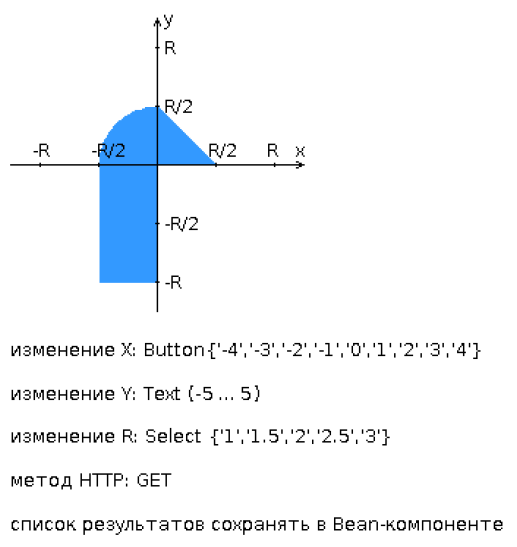 y
R
R/2
-R
-R/2
R/2
R
x
-R/2
-R
изменение X: Button{'-4','-3','-2','-1','0','1','2','3','4'}
изменение Y: Text (-5 ... 5)
изменение R: Select {'1','1.5','2','2.5','3'}
метод HTTP: GET
список результатов сохранять в Bean-компоненте